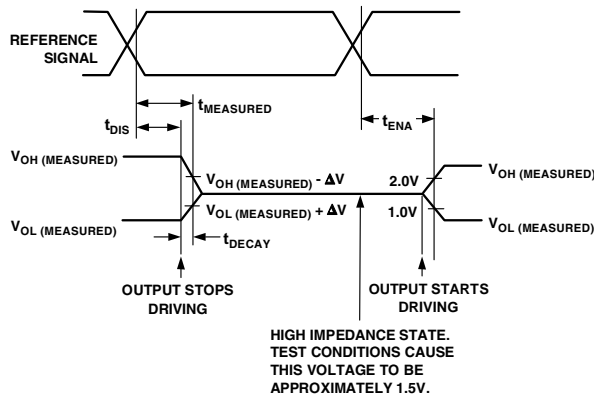 REFERENCE
SIGNAL
tMEASURED
tDIS
tENA
VOH (MEASURED)
VOH (MEASURED) - ΔV
2.0V
VOH (MEASURED)
VOL (MEASURED)
VOL (MEASURED) + ΔV
1.0V
VOL (MEASURED)
tDECAY
OUTPUT STOPS
DRIVING
OUTPUT STARTS
DRIVING
HIGH IMPEDANCE STATE.
TEST CONDITIONS CAUSE
THIS VOLTAGE TO BE
APPROXIMATELY 1.5V.